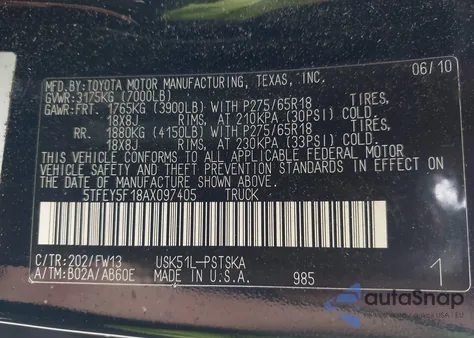 MFD.BY:TOYOTA MOTOR MANUFACTURING, TEXAS, INC. 06/10
GVWR:3175KG (7000LB)
GAWR:FRT. 1765KG (3900LB) WITH P275/65R18 TIRES,
18X8J RIMS, AT 210KPA (30PSI) COLD.
RR. 1880KG (4150LB) WITH P275/65R18 TIRES,
18X8J RIMS, AT 230KPA (33PSI) COLD.
THIS VEHICLE CONFORMS TO ALL APPLICABLE FEDERAL MOTOR
VEHICLE SAFETY AND THEFT PREVENTION STANDARDS IN EFFECT
ON THE DATE OF MANUFACTURE SHOWN ABOVE.
5TFEY5F18AX097405 TRUCK
C/TR:202/FW13 USK51L-PSTSKA
A/TM:B02A/AB60E MADE IN U.S.A. 985 1
autoSnap